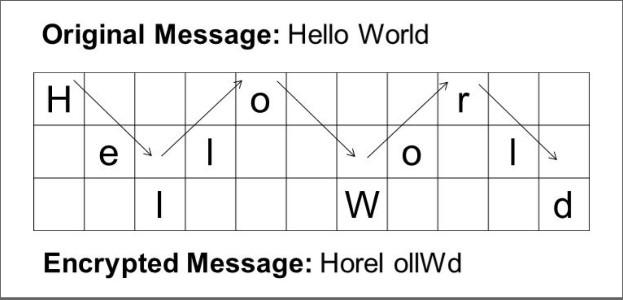 Original Message: Hello World
H o r
e l o l
l W d
Encrypted Message: Horel ollWd